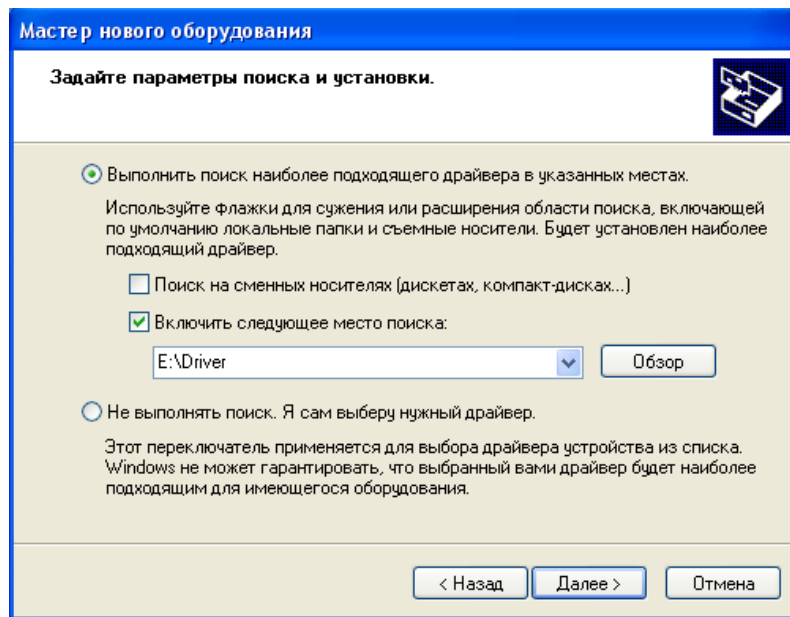 Мастер нового оборудования
Задайте параметры поиска и установки.
Выполнить поиск наиболее подходящего драйвера в указанных местах.
Используйте флажки для сужения или расширения области поиска, включающей
по умолчанию локальные папки и съемные носители. Будет установлен наиболее
подходящий драйвер.
Поиск на сменных носителях (дискетах, компакт-дисках...)
Включить следующее место поиска:
E:\Driver
Обзор
Не выполнять поиск. Я сам выберу нужный драйвер.
Этот переключатель применяется для выбора драйвера устройства из списка.
Windows не может гарантировать, что выбранный вами драйвер будет наиболее
подходящим для имеющегося оборудования.
< Назад
Далее >
Отмена